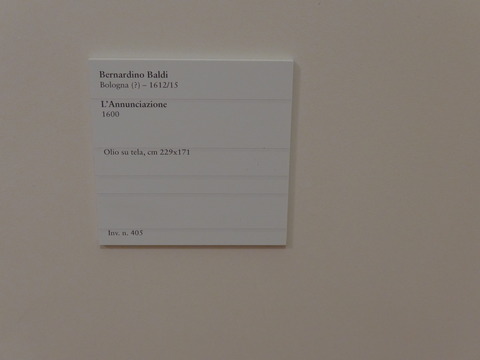 Bernardino Baldi
Bologna (?) – 1612/15
L'Annunciazione
1600
Olio su tela, cm 229x171
Inv. n. 405